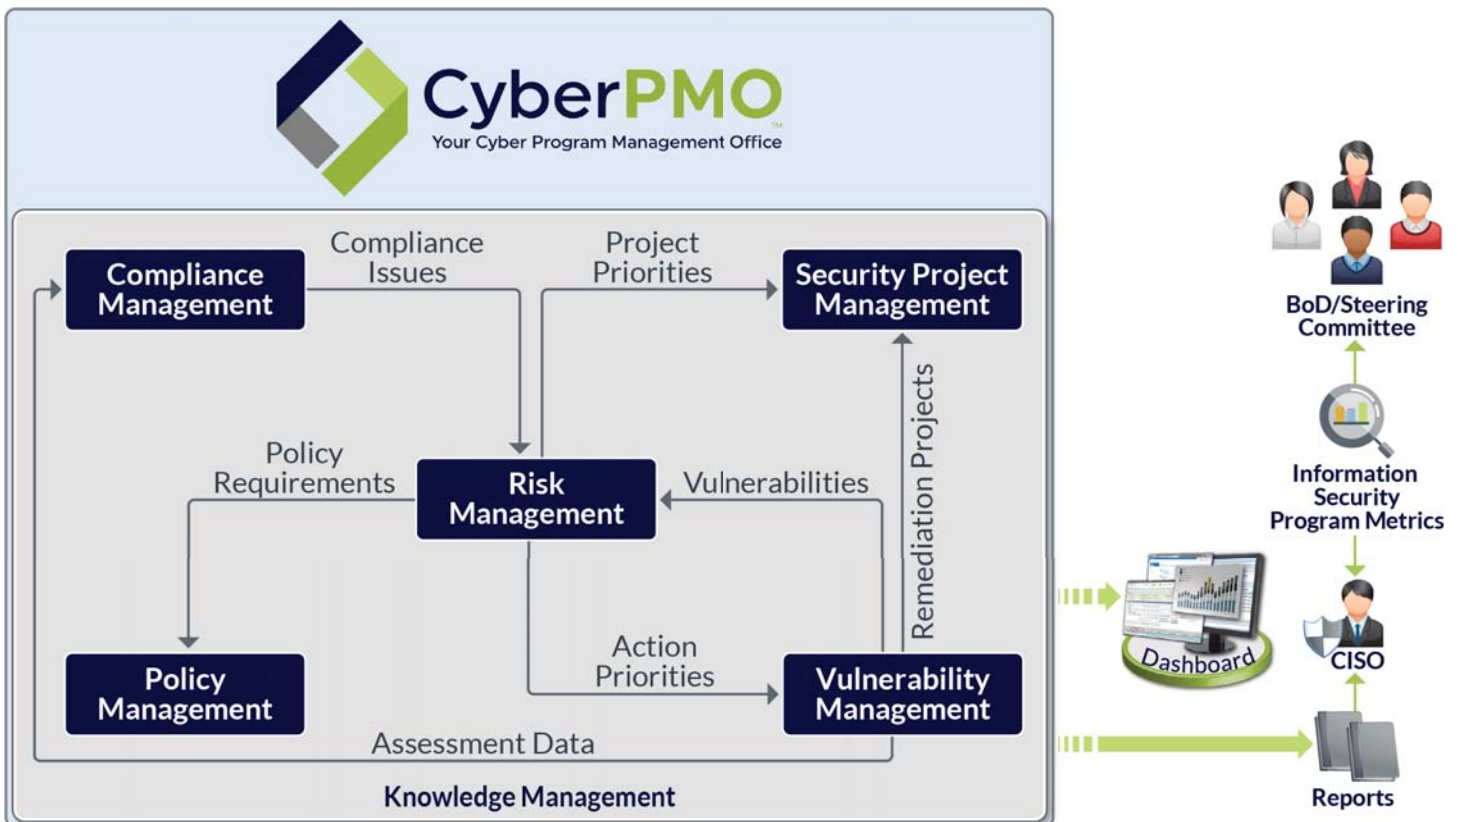 CyberPMO
™
Your Cyber Program Management Office
Compliance
Management
Compliance
Issues
Project
Priorities
Security Project
Management
Policy
Requirements
Risk
Management
Vulnerabilities
Remediation Projects
Policy
Management
Action
Priorities
Vulnerability
Management
Assessment Data
Knowledge Management
BoD/Steering
Committee
Information
Security
Program Metrics
Dashboard
CISO
Reports